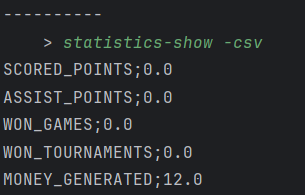 ----------
> statistics-show -csv
SCORED_POINTS;0.0
ASSIST_POINTS;0.0
WON_GAMES;0.0
WON_TOURNAMENTS;0.0
MONEY_GENERATED;12.0